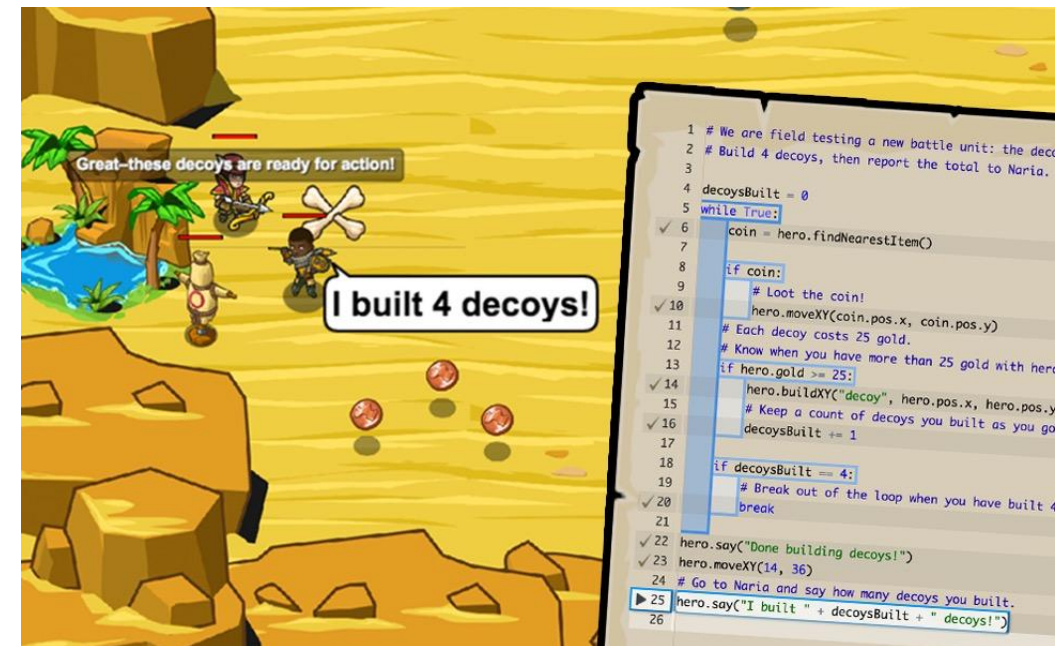 Great–these decoys are ready for action!
I built 4 decoys!
1 # We are field testing a new battle unit: the deco
2 # Build 4 decoys, then report the total to Naria.
3
4 decoysBuilt = 0
5 while True:
6 coin = hero.findNearestItem()
7
8 if coin:
9 # Loot the coin!
10 hero.moveXY(coin.pos.x, coin.pos.y)
11 # Each decoy costs 25 gold.
12 # Know when you have more than 25 gold with hero
13 if hero.gold >= 25:
14 hero.buildXY("decoy", hero.pos.x, hero.pos.y
15 # Keep a count of decoys you built as you go
16 decoysBuilt += 1
17
18 if decoysBuilt == 4:
19 # Break out of the loop when you have built 4
20 break
21
22 hero.say("Done building decoys!")
23 hero.moveXY(14, 36)
24 # Go to Naria and say how many decoys you built.
25 hero.say("I built " + decoysBuilt + " decoys!")
26